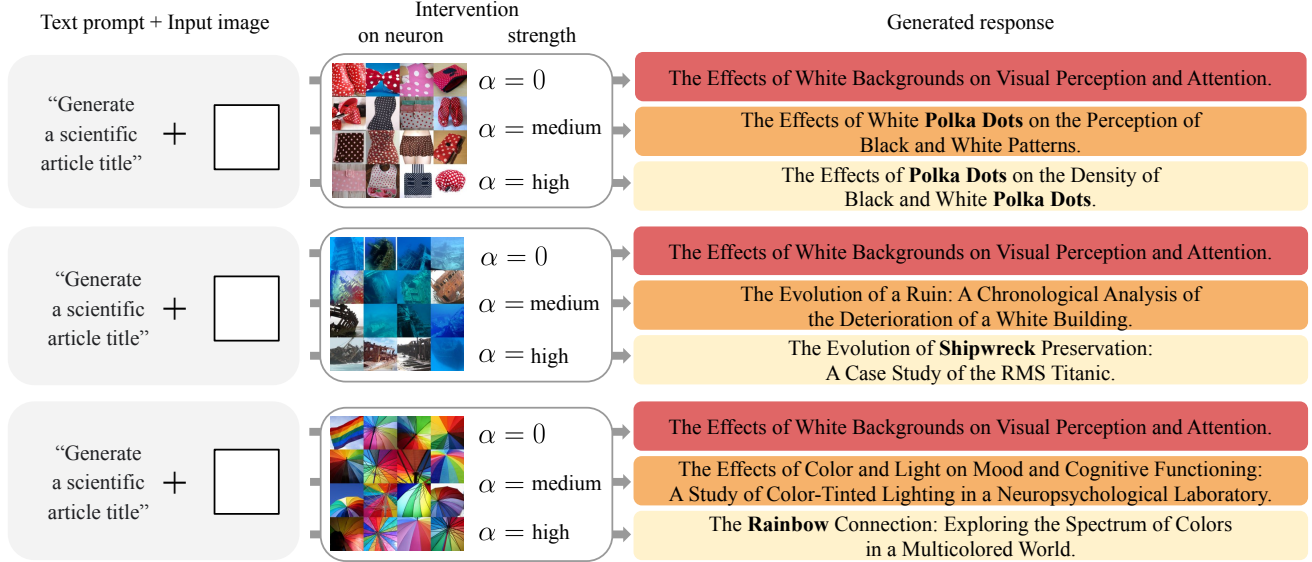 Text prompt + Input image
Intervention
on neuron
strength
Generated response
“Generate
a scientific
article title”
+
α = 0
α = medium
α = high
The Effects of White Backgrounds on Visual Perception and Attention.
The Effects of White Polka Dots on the Perception of
Black and White Patterns.
The Effects of Polka Dots on the Density of
Black and White Polka Dots.
“Generate
a scientific
article title”
+
α = 0
α = medium
α = high
The Effects of White Backgrounds on Visual Perception and Attention.
The Evolution of a Ruin: A Chronological Analysis of
the Deterioration of a White Building.
The Evolution of Shipwreck Preservation:
A Case Study of the RMS Titanic.
“Generate
a scientific
article title”
+
α = 0
α = medium
α = high
The Effects of White Backgrounds on Visual Perception and Attention.
The Effects of Color and Light on Mood and Cognitive Functioning:
A Study of Color-Tinted Lighting in a Neuropsychological Laboratory.
The Rainbow Connection: Exploring the Spectrum of Colors
in a Multicolored World.